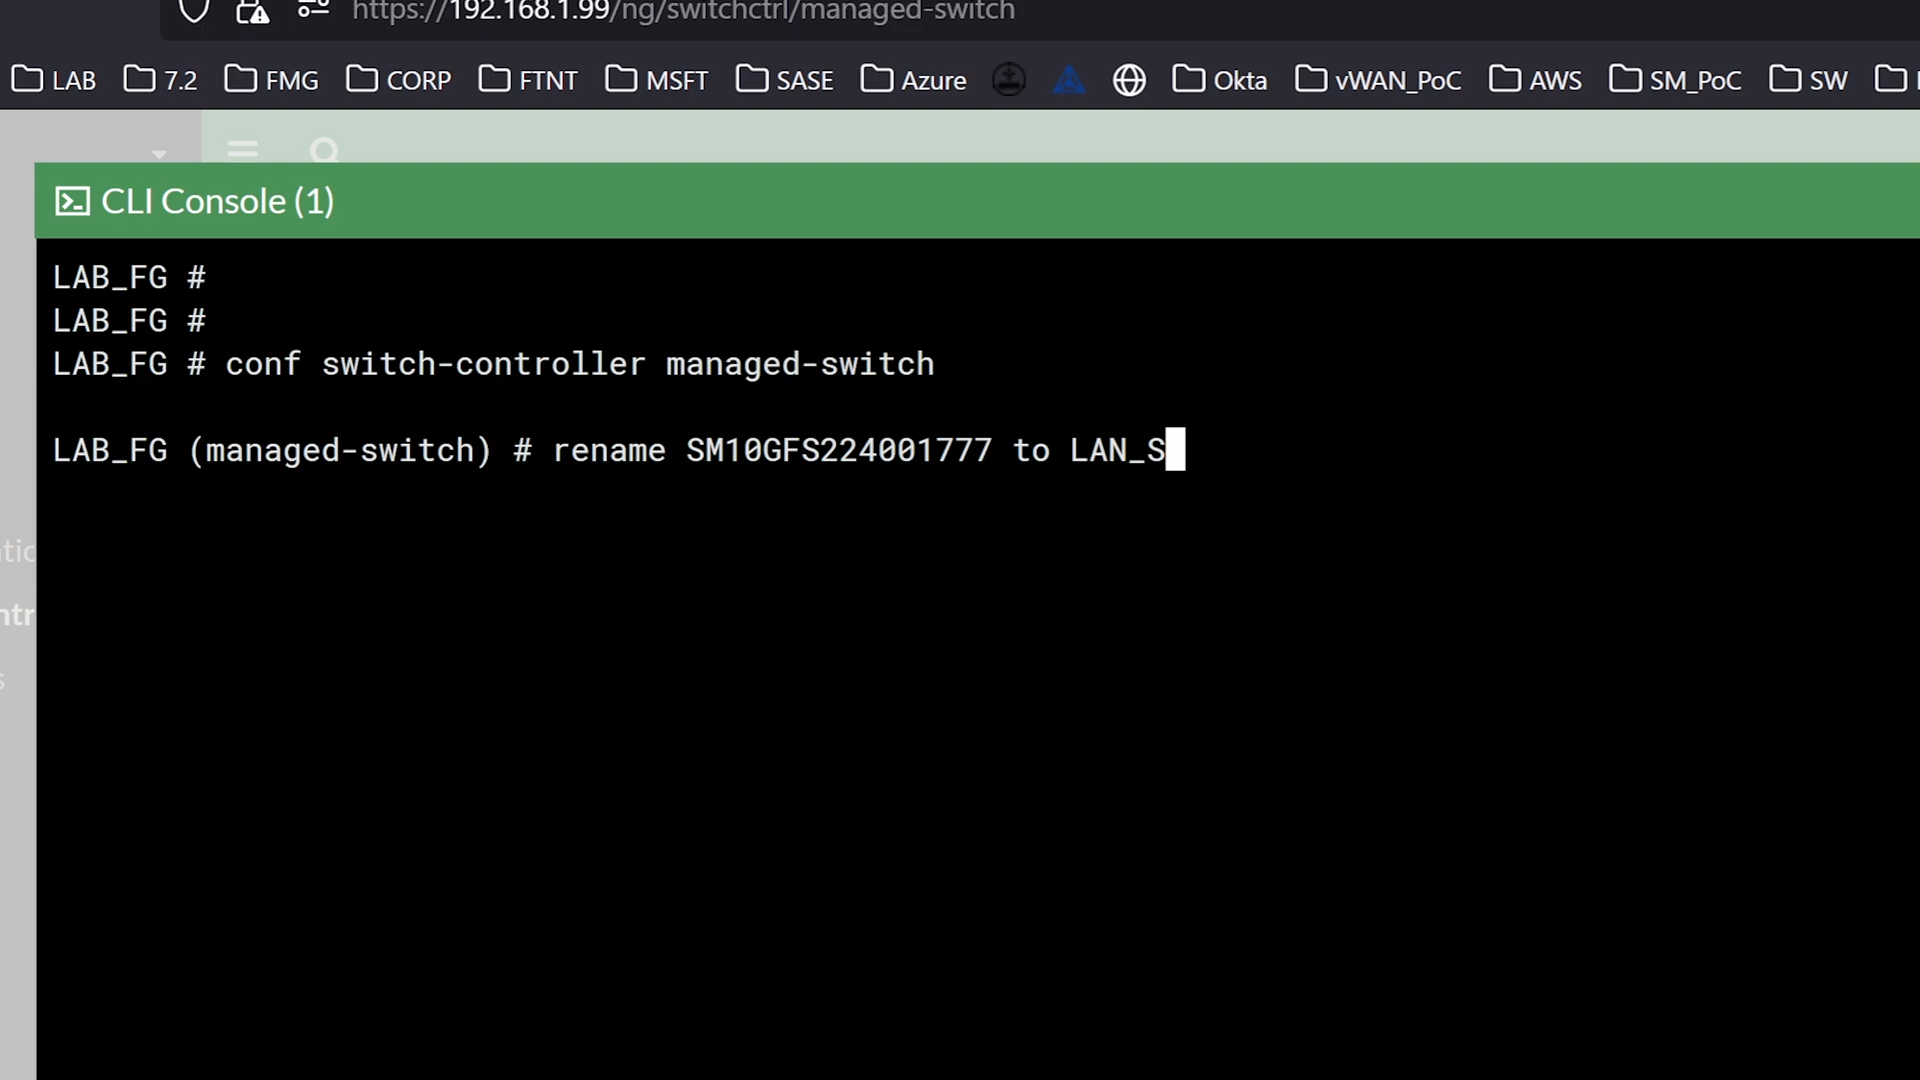 https://192.168.1.99/ng/switchctrl/managed-switch
LAB 7.2 FMG CORP FTNT MSFT SASE Azure Okta vWAN_PoC AWS SM_PoC SW
CLI Console (1)
LAB_FG #
LAB_FG #
LAB_FG # conf switch-controller managed-switch
LAB_FG (managed-switch) # rename SM10GFS224001777 to LAN_S